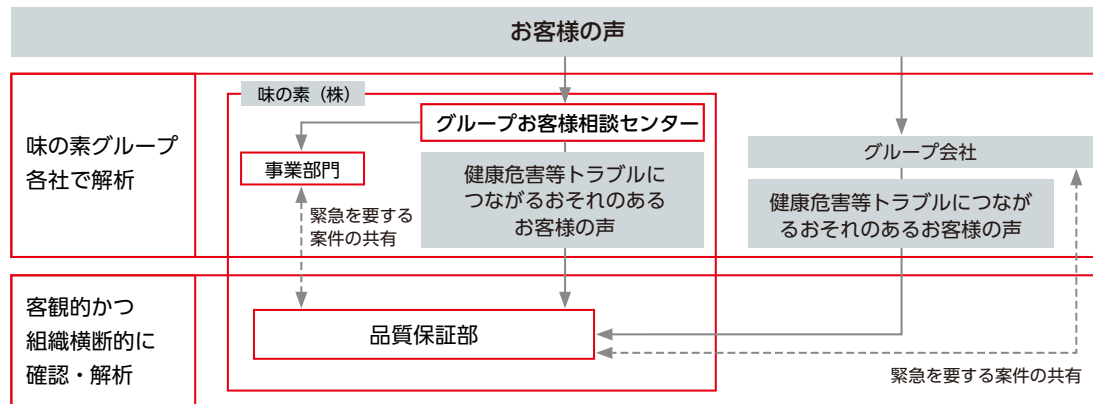 お客様の声
味の素グループ
各社で解析
味の素（株）
グループお客様相談センター
事業部門
健康危害等トラブルに
つながるおそれのある
お客様の声
緊急を要する
案件の共有
グループ会社
健康危害等トラブルにつなが
るおそれのあるお客様の声
客観的かつ
組織横断的に
確認・解析
品質保証部
緊急を要する案件の共有